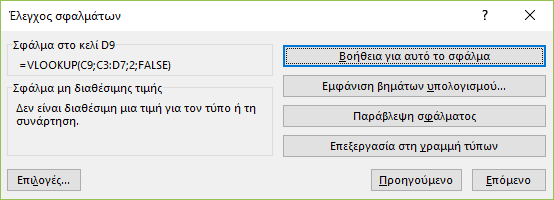 Έλεγχος σφαλμάτων
?
Σφάλμα στο κελί D9
=VLOOKUP(C9;C3:D7;2;FALSE)
Σφάλμα μη διαθέσιμης τιμής
Δεν είναι διαθέσιμη μια τιμή για τον τύπο ή τη
συνάρτηση.
Βοήθεια για αυτό το σφάλμα
Εμφάνιση βημάτων υπολογισμού...
Παράβλεψη σφάλματος
Επεξεργασία στη γραμμή τύπων
Επιλογές...
Προηγούμενο
Επόμενο